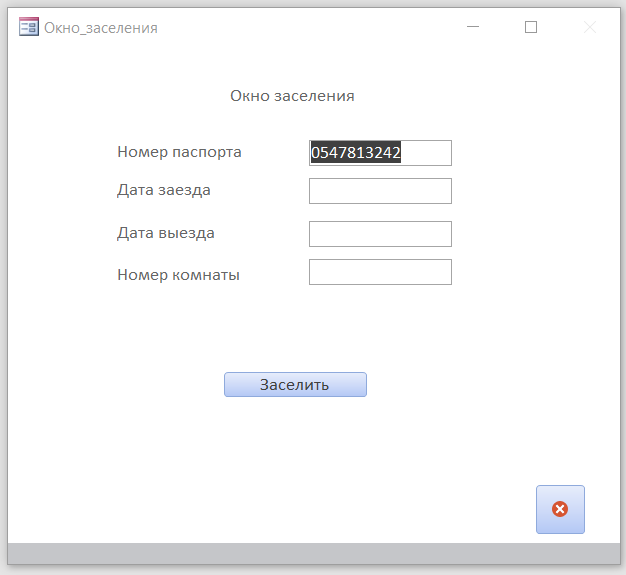 Окно_заселения
Окно заселения
Номер паспорта 0547813242
Дата заезда
Дата выезда
Номер комнаты
Заселить